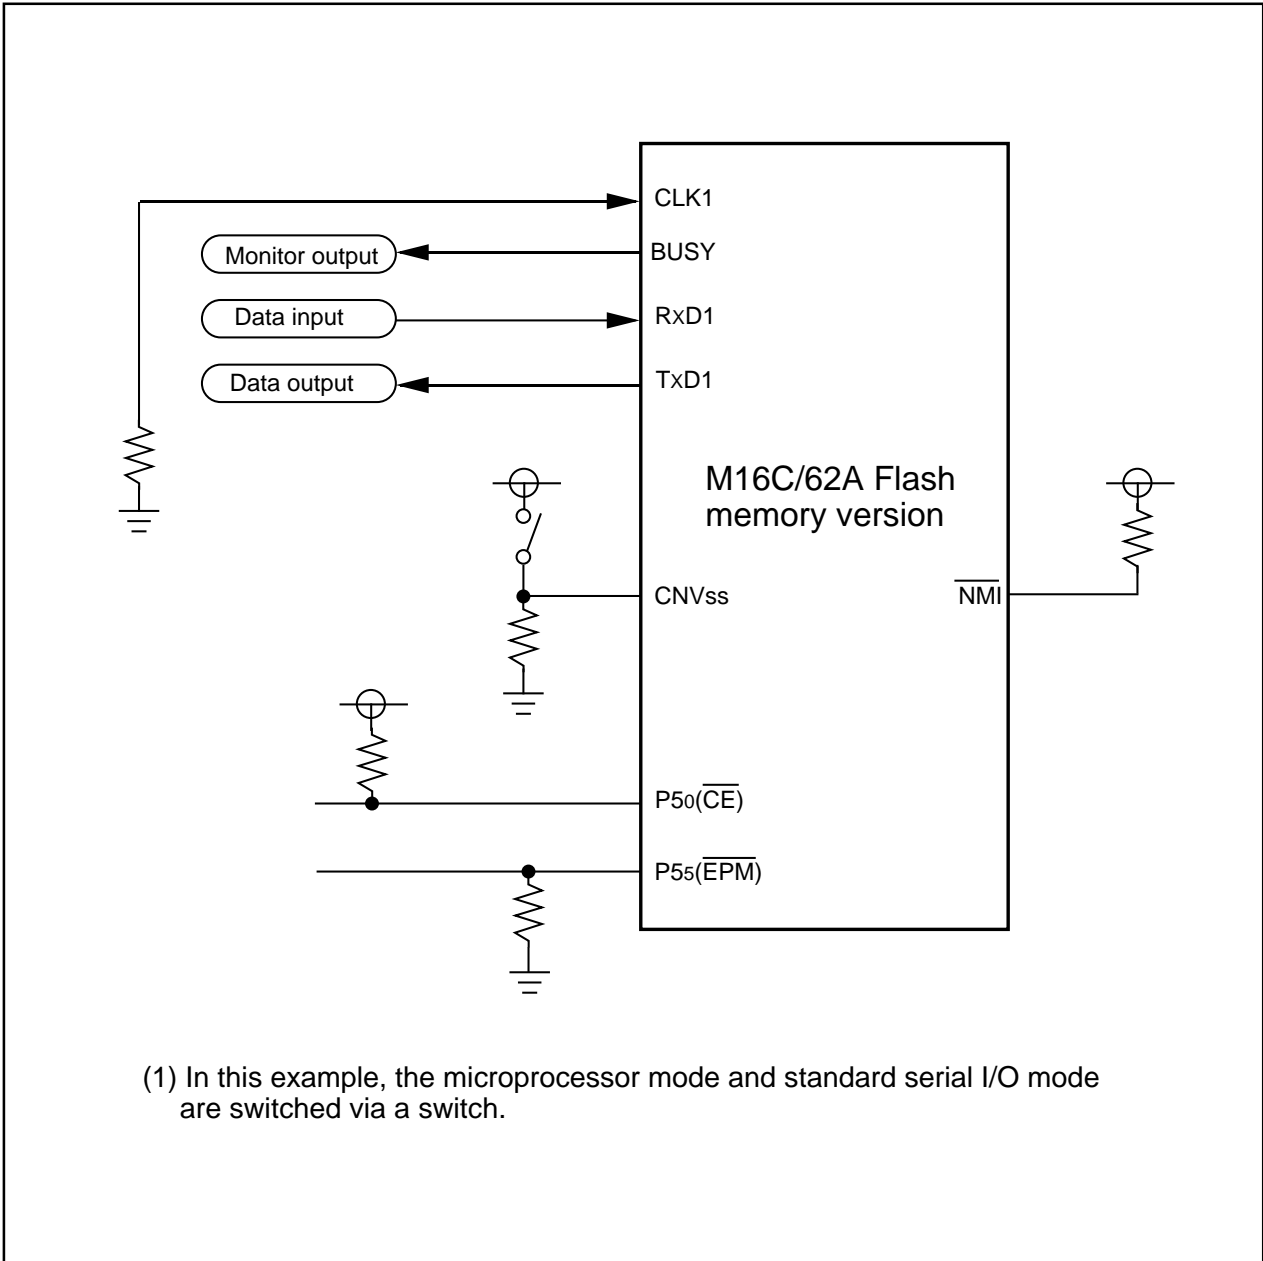 CLK1
Monitor output
BUSY
Data input
RxD1
Data output
TxD1
M16C/62A Flash
memory version
CNVss
NMI
P50(CE)
P55(EPM)
(1) In this example, the microprocessor mode and standard serial I/O mode
are switched via a switch.